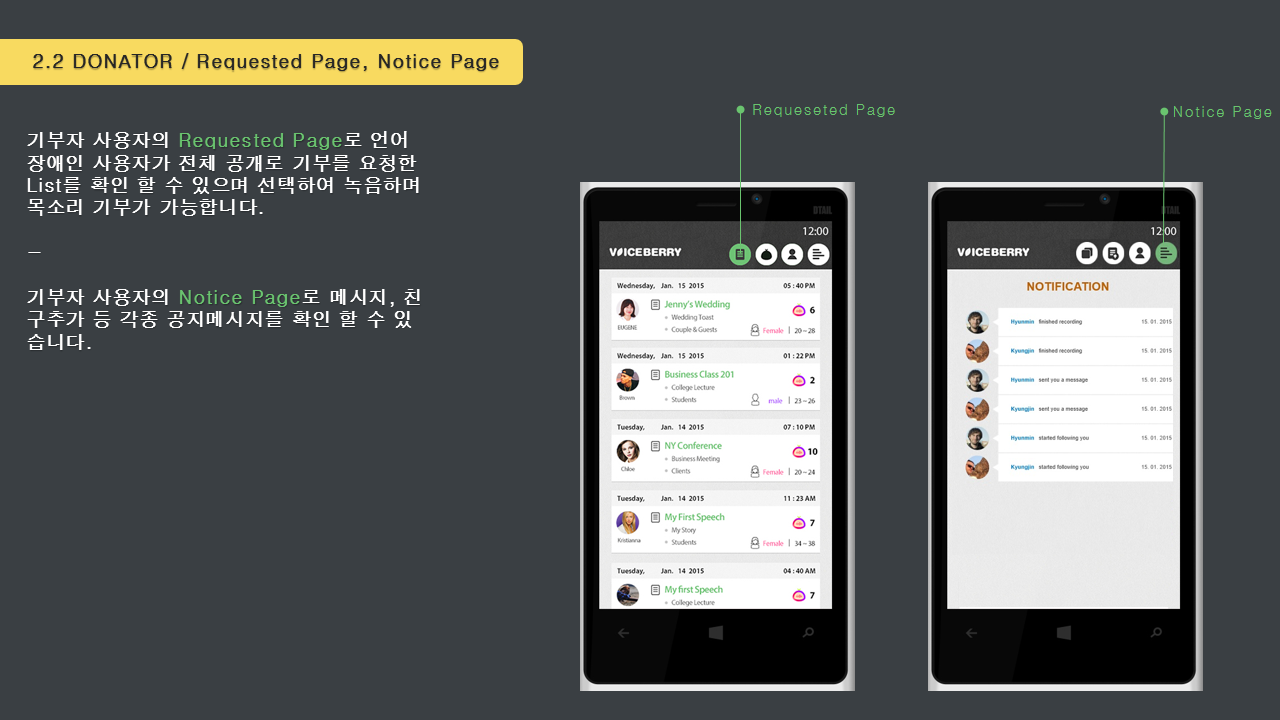 2.2 DONATOR / Requested Page, Notice Page
기부자 사용자의 Requested Page로 언어
장애인 사용자가 전체 공개로 기부를 요청한
List를 확인 할 수 있으며 선택하여 녹음하며
목소리 기부가 가능합니다.
–
기부자 사용자의 Notice Page로 메시지, 친
구추가 등 각종 공지메시지를 확인 할 수 있
습니다.
Requeseted Page
DTAIL
12:00
VOICEBERRY
Wednesday, Jan. 15 2015 05 : 40 PM
Jenny's Wedding
6
Wedding Toast
EUGENE
Couple & Guests
Female | 20 – 28
Wednesday, Jan. 15 2015 01 : 22 PM
Business Class 201
2
College Lecture
Browns
Students
male | 23 – 26
Tuesday, Jan. 14 2015 07 : 10 PM
NY Conference
10
Business Meeting
Chloe
Clients
Female | 20 – 24
Tuesday, Jan. 14 2015 11 : 23 AM
My First Speech
7
My Story
Kristianna
Students
Female | 34 – 38
Tuesday, Jan. 14 2015 04 : 40 AM
My first Speech
7
College Lecture
Notice Page
DTAIL
12:00
VOICEBERRY
NOTIFICATION
Hyunmin finished recording 15. 01. 2015
Kyungjin finished recording 15. 01. 2015
Hyunmin sent you a message 15. 01. 2015
Kyungjin sent you a message 15. 01. 2015
Hyunmin started following you 15. 01. 2015
Kyungjin started following you 15. 01. 2015